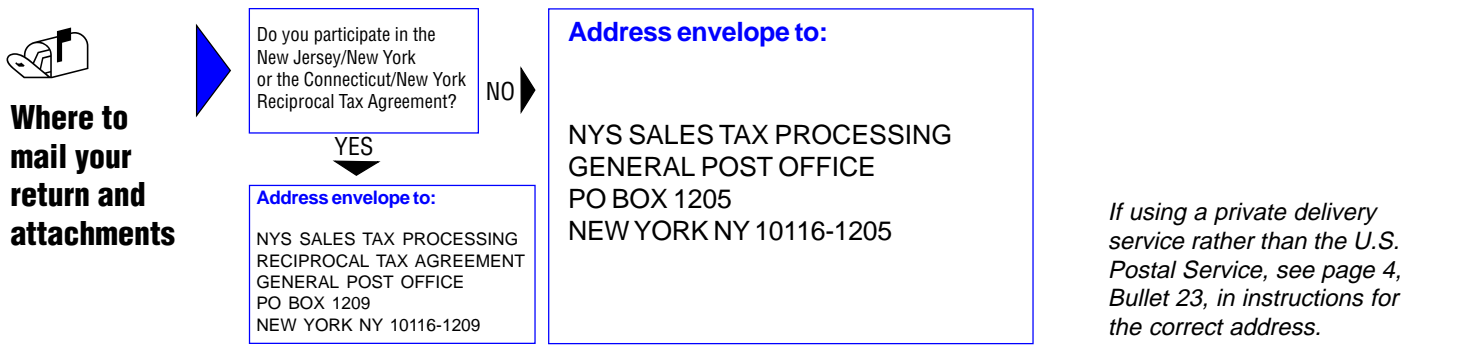 Where to
mail your
return and
attachments
Do you participate in the
New Jersey/New York
or the Connecticut/New York
Reciprocal Tax Agreement?
NO
YES
Address envelope to:
NYS SALES TAX PROCESSING
RECIPROCAL TAX AGREEMENT
GENERAL POST OFFICE
PO BOX 1209
NEW YORK NY 10116-1209
Address envelope to:
NYS SALES TAX PROCESSING
GENERAL POST OFFICE
PO BOX 1205
NEW YORK NY 10116-1205
If using a private delivery
service rather than the U.S.
Postal Service, see page 4,
Bullet 23, in instructions for
the correct address.